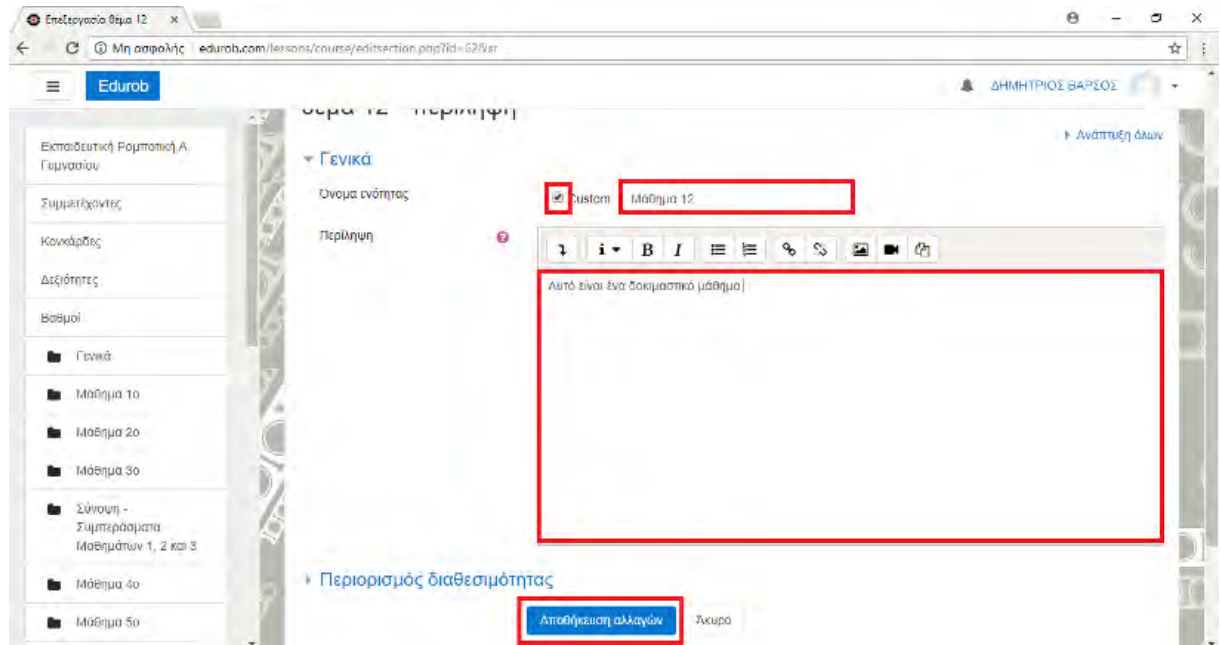 Επεξεργασία θέμα 12
Μη ασφαλής edurob.com/lessons/course/editsection.php?id=62&sr
Edurob
ΔΗΜΗΤΡΙΟΣ ΒΑΡΣΟΣ
θέμα 12 περίληψη
Ανάπτυξη όλων
Εκπαιδευτική Ρομποτική Α
Γυμνασίου
Συμμετέχοντες
Κονκάρδες
Δεξιότητες
Βαθμοί
Γενικά
Μάθημα 1ο
Μάθημα 2ο
Μάθημα 3ο
Σύνοψη -
Συμπεράσματα
Μαθημάτων 1, 2 και 3
Μάθημα 4ο
Μάθημα 5ο
Γενικά
Όνομα ενότητας
Custom Μάθημα 12
Περίληψη
i B I
Αυτό είναι ένα δοκιμαστικό μάθημα
Περιορισμός διαθεσιμότητας
Αποθήκευση αλλαγών Άκυρο